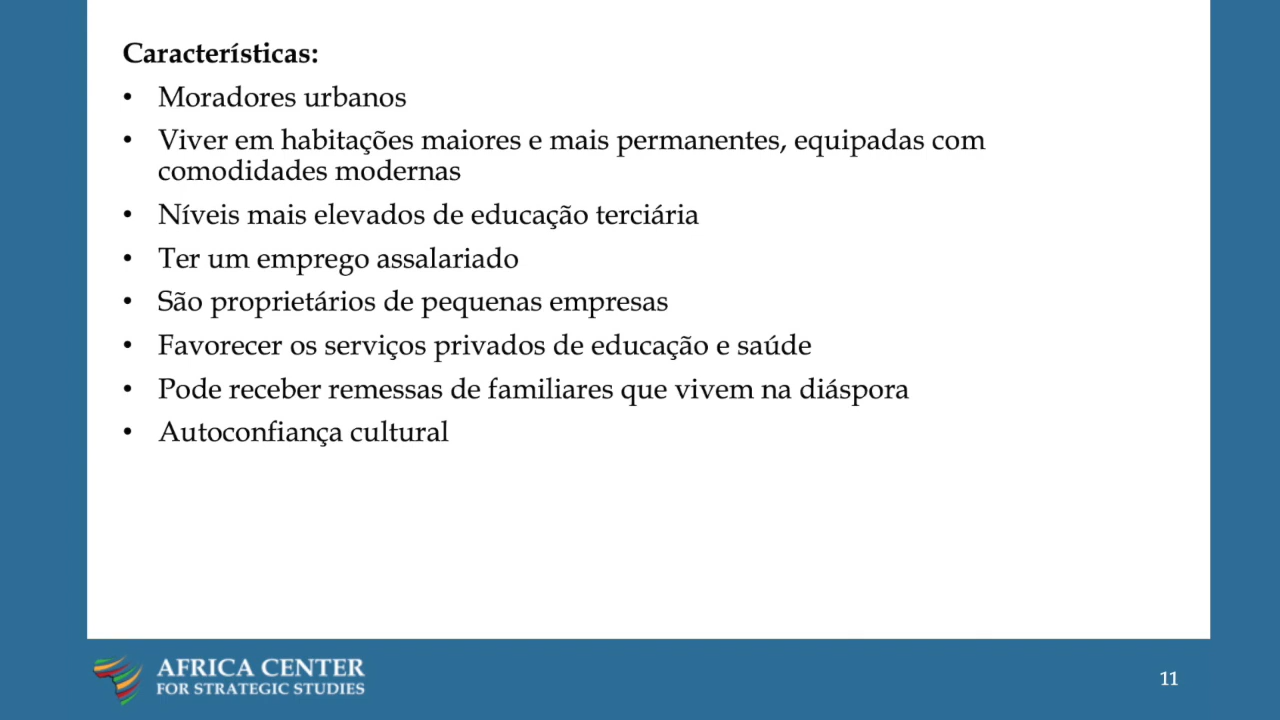 Características:
• Moradores urbanos
• Viver em habitações maiores e mais permanentes, equipadas com
comodidades modernas
• Níveis mais elevados de educação terciária
• Ter um emprego assalariado
• São proprietários de pequenas empresas
• Favorecer os serviços privados de educação e saúde
• Pode receber remessas de familiares que vivem na diáspora
• Autoconfiança cultural
AFRICA CENTER
FOR STRATEGIC STUDIES
11